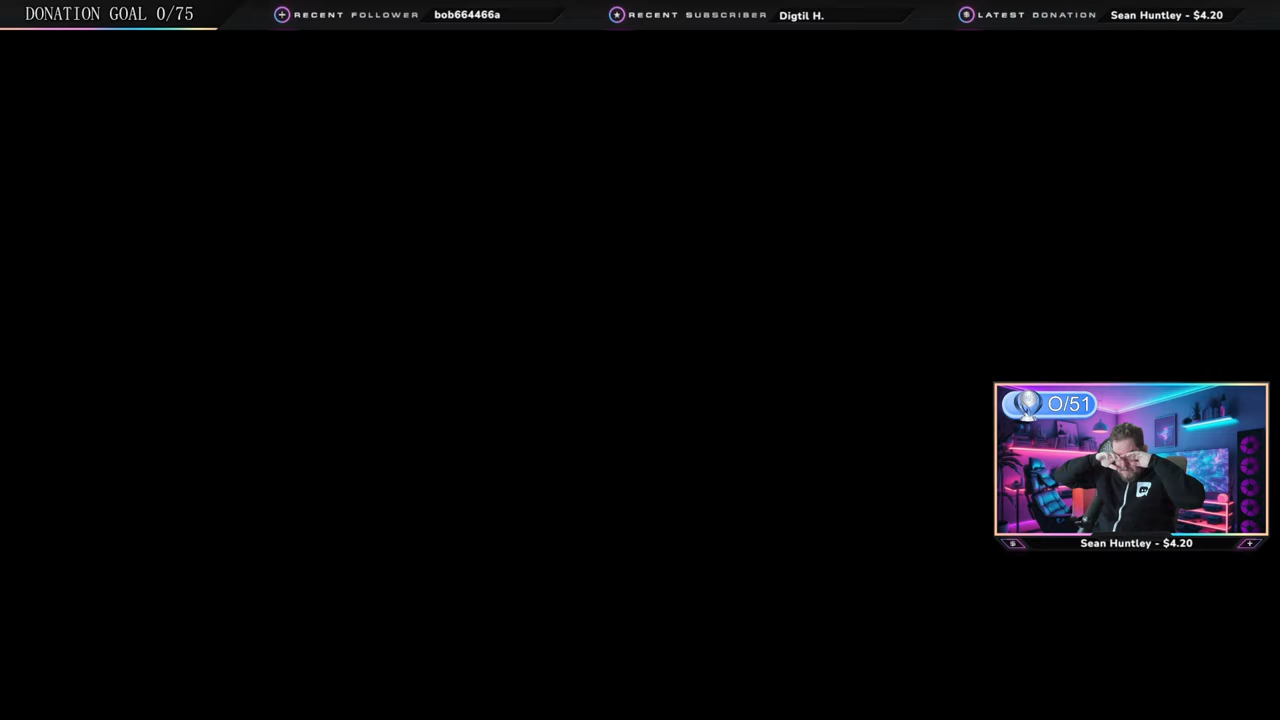 DONATION GOAL 0/75
RECENT FOLLOWER bob664466a
RECENT SUBSCRIBER Digtil H.
LATEST DONATION Sean Huntley - $4.20
0/51
Sean Huntley - $4.20